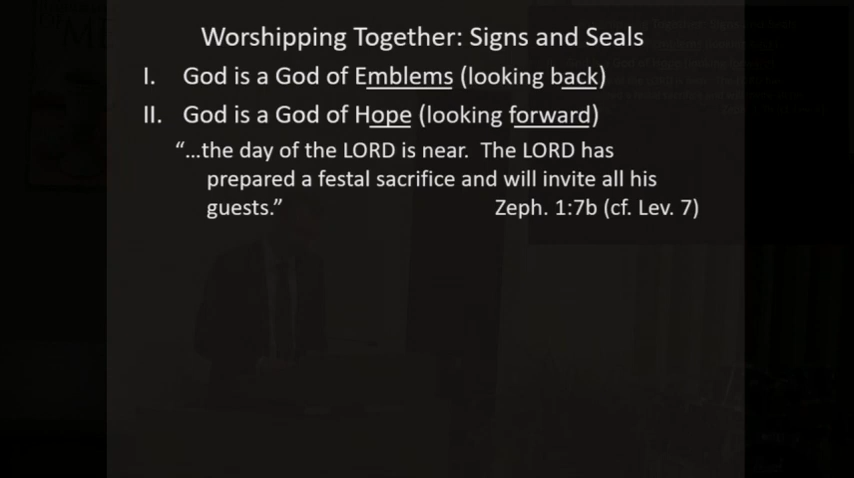 Worshipping Together: Signs and Seals
I. God is a God of Emblems (looking back)
II. God is a God of Hope (looking forward)
“…the day of the LORD is near. The LORD has
prepared a festal sacrifice and will invite all his
guests.” Zeph. 1:7b (cf. Lev. 7)